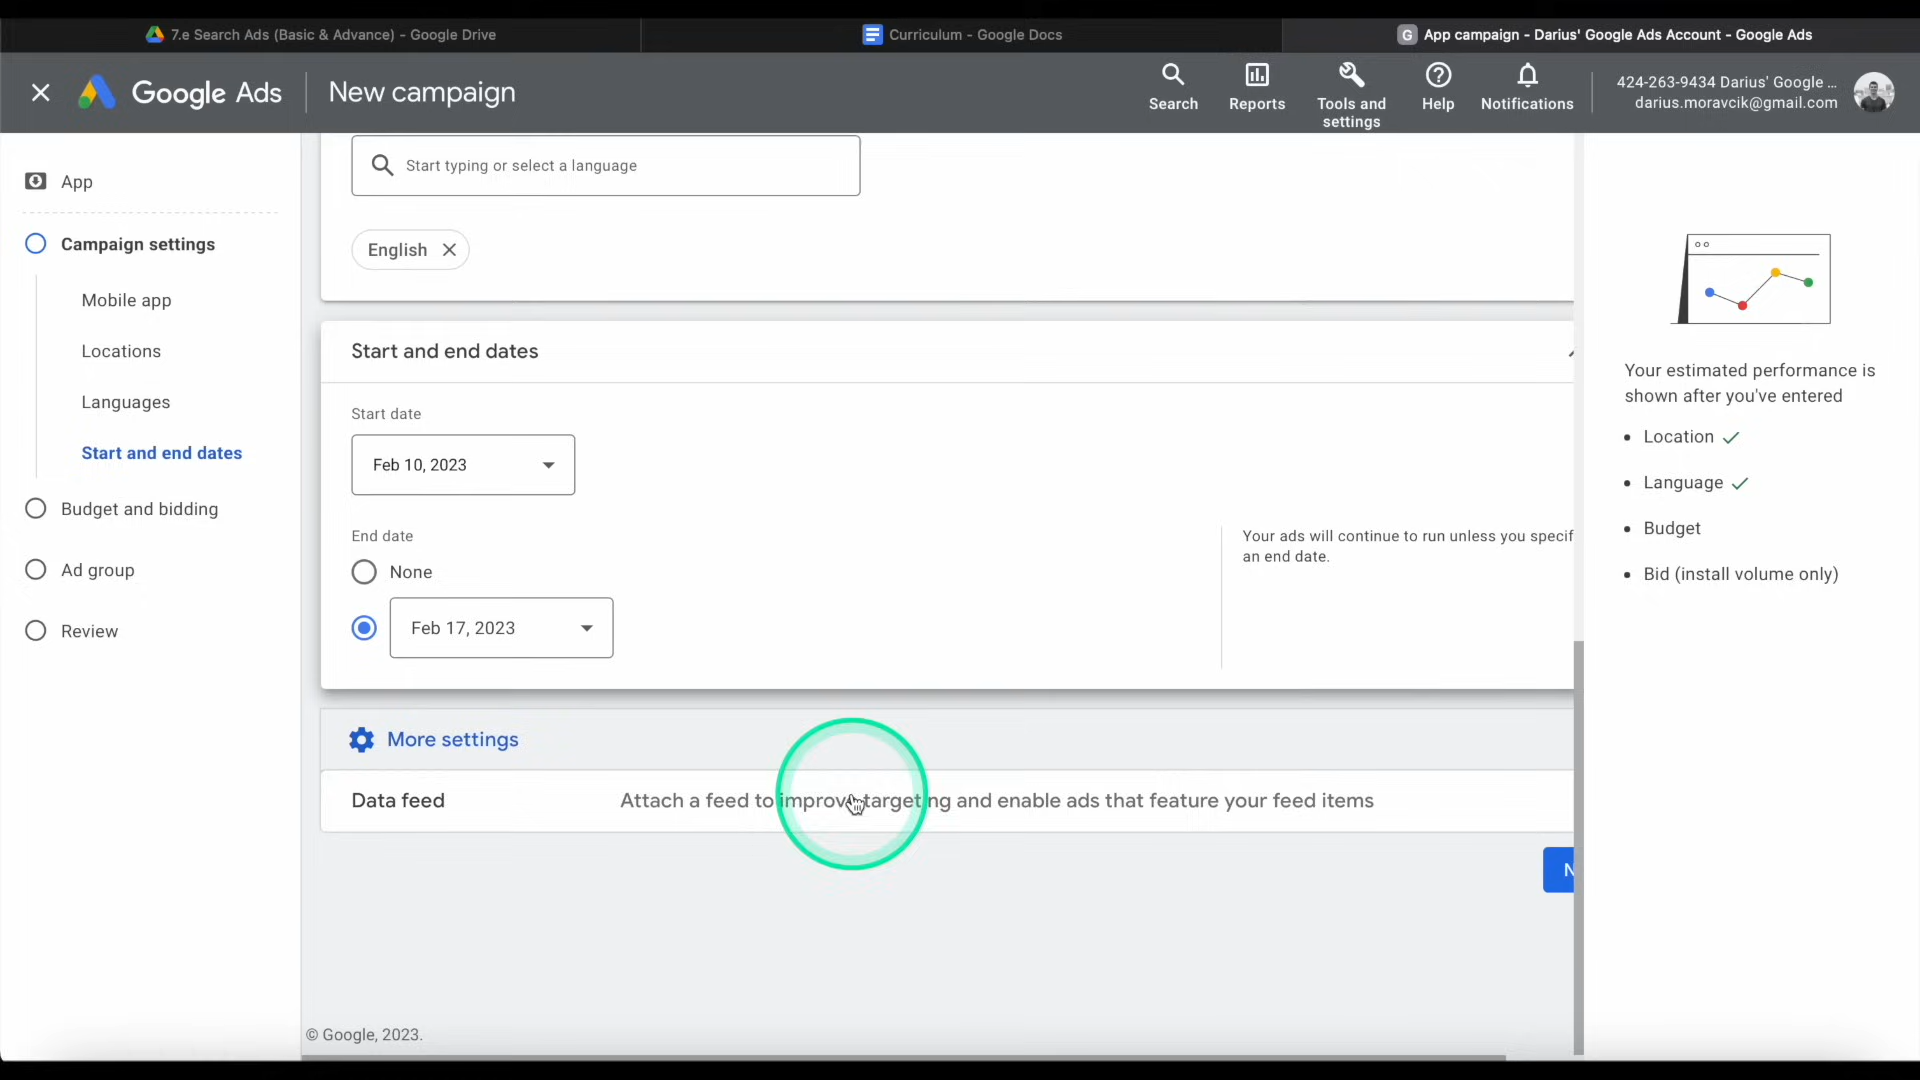 7.e Search Ads (Basic & Advance) - Google Drive
Curriculum - Google Docs
G App campaign - Darius' Google Ads Account - Google Ads
Google Ads
New campaign
Search
Reports
Tools and
settings
Help
Notifications
424-263-9434 Darius' Google ...
darius.moravcik@gmail.com
App
Campaign settings
Mobile app
Locations
Languages
Start and end dates
Budget and bidding
Ad group
Review
Start typing or select a language
English
Start and end dates
Start date
Feb 10, 2023
End date
None
Feb 17, 2023
Your ads will continue to run unless you specif
an end date.
More settings
Data feed
Attach a feed to improve targeting and enable ads that feature your feed items
N
© Google, 2023.
Your estimated performance is
shown after you've entered
• Location
• Language
• Budget
• Bid (install volume only)